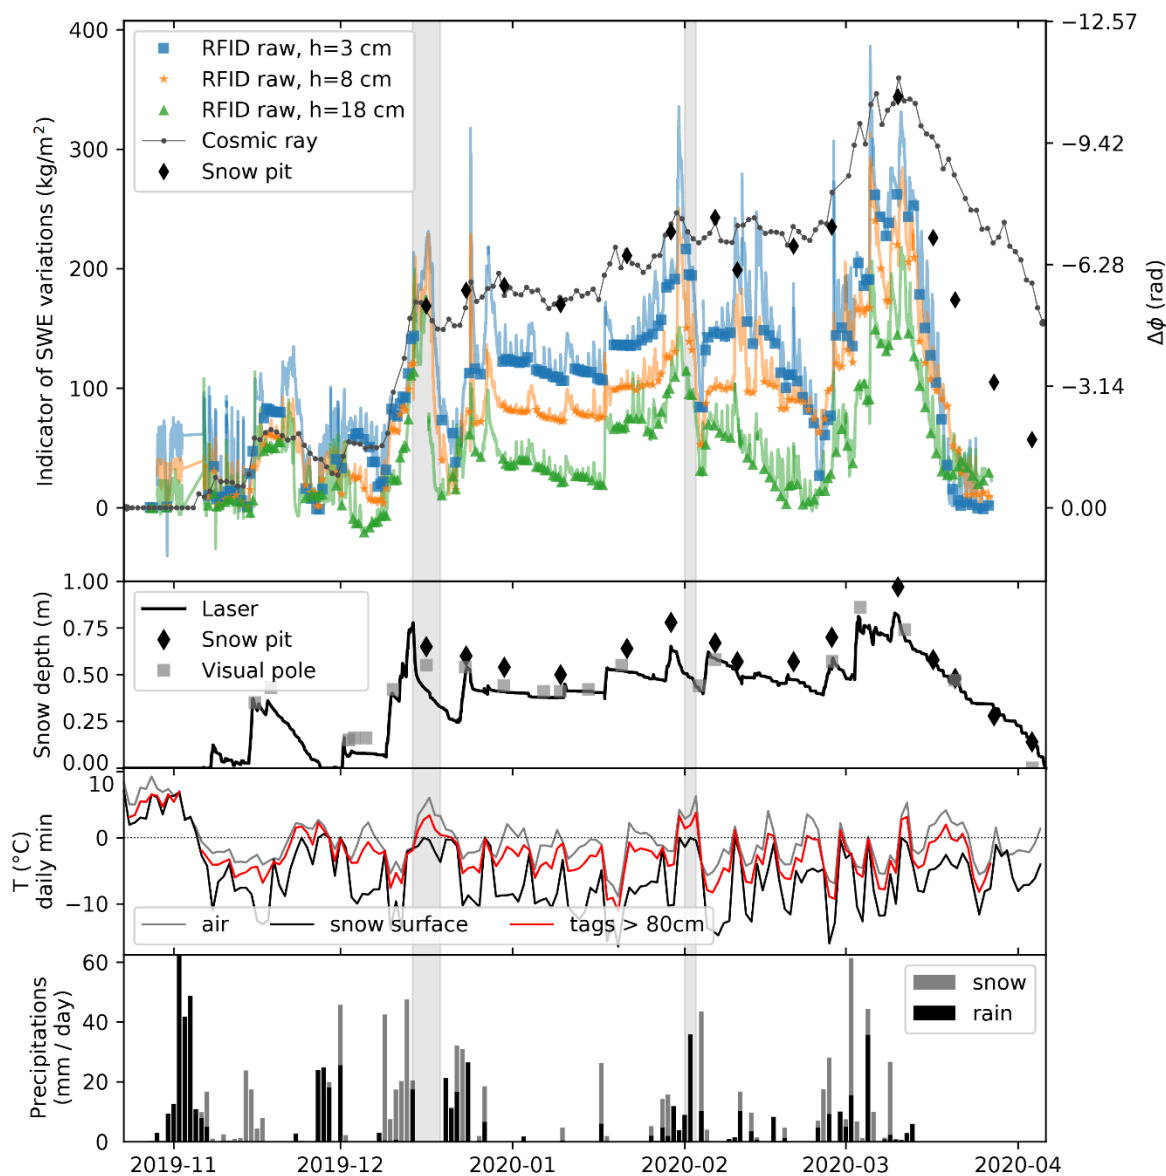 400
300
200
100
0
Indicator of SWE variations (kg/m²)
RFID raw, h=3 cm
RFID raw, h=8 cm
RFID raw, h=18 cm
Cosmic ray
Snow pit
−12.57
−9.42
−6.28
−3.14
0.00
Δϕ (rad)
1.00
0.75
0.50
0.25
0.00
Snow depth (m)
Laser
Snow pit
Visual pole
10
0
−10
T (°C)
daily min
air
snow surface
tags > 80cm
60
40
20
0
Precipitations
(mm / day)
snow
rain
2019-11
2019-12
2020-01
2020-02
2020-03
2020-04